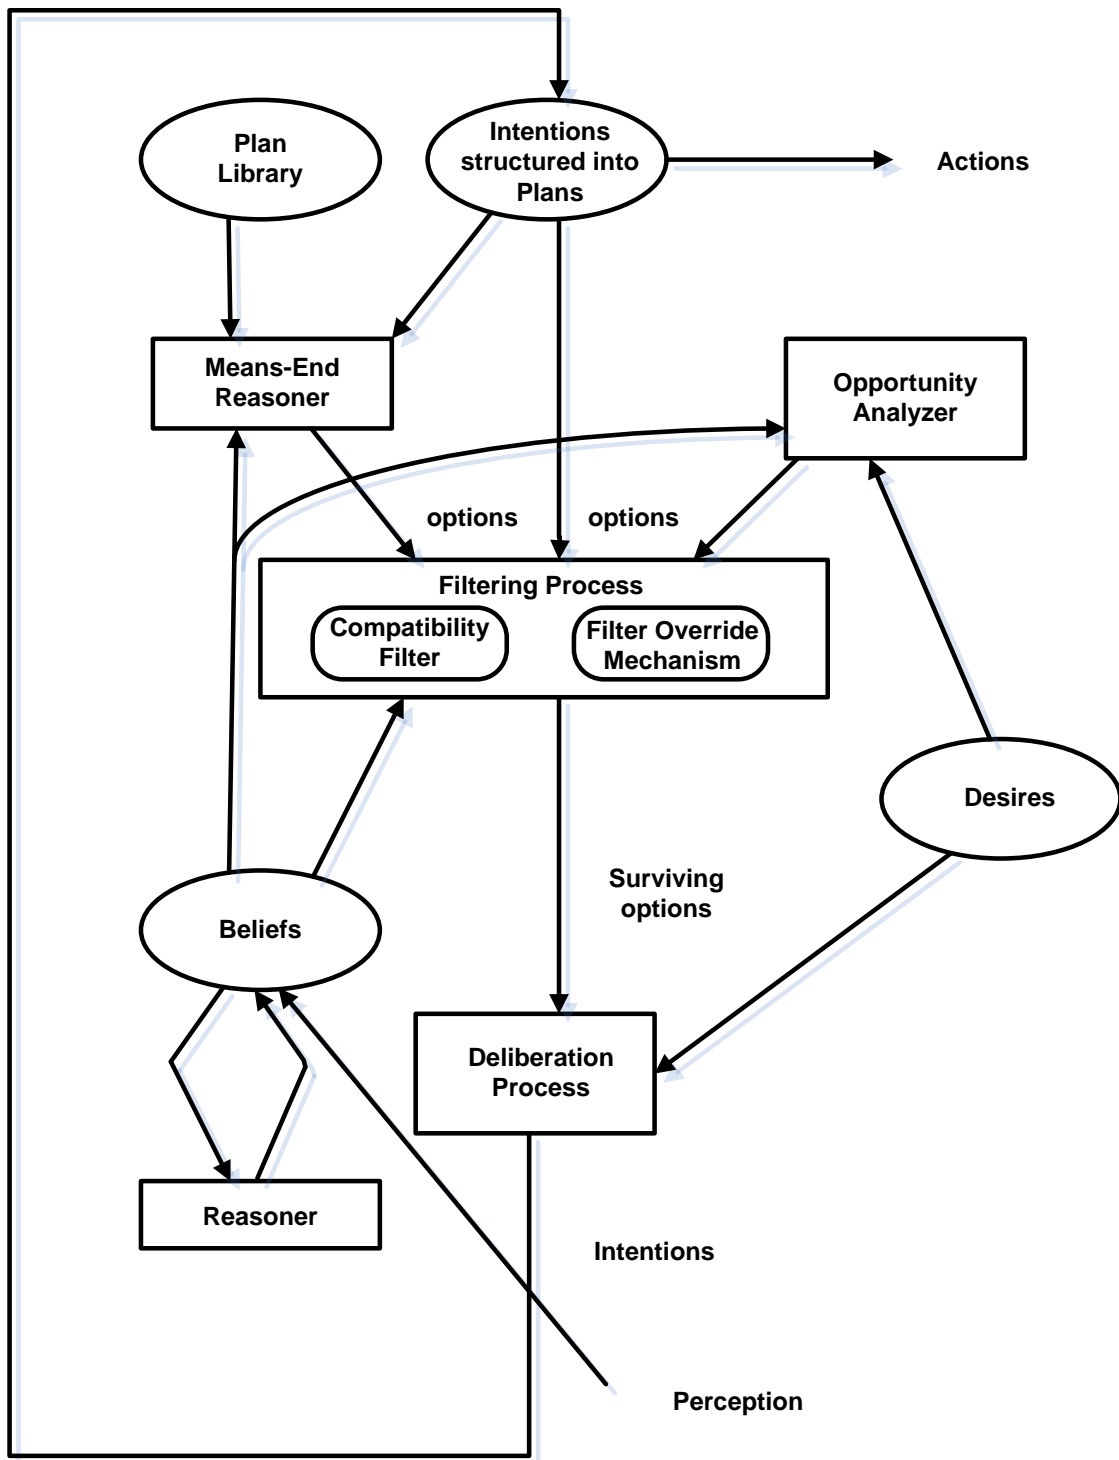 Plan
Library
Intentions
structured into
Plans
Actions
Means-End
Reasoner
Opportunity
Analyzer
options
options
Filtering Process
Compatibility
Filter
Filter Override
Mechanism
Desires
Surviving
options
Beliefs
Deliberation
Process
Reasoner
Intentions
Perception